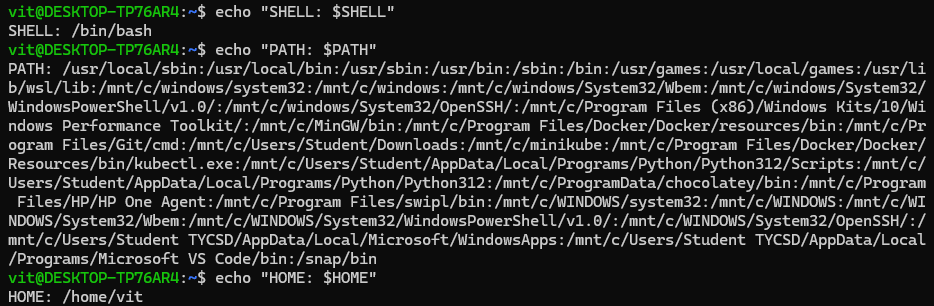 vit@DESKTOP-TP76AR4:~$ echo "SHELL: $SHELL"
SHELL: /bin/bash
vit@DESKTOP-TP76AR4:~$ echo "PATH: $PATH"
PATH: /usr/local/sbin:/usr/local/bin:/usr/sbin:/usr/bin:/sbin:/bin:/usr/games:/usr/local/games:/usr/li
b/wsl/lib:/mnt/c/windows/system32:/mnt/c/windows:/mnt/c/windows/System32/Wbem:/mnt/c/windows/System32/
WindowsPowerShell/v1.0/:/mnt/c/windows/System32/OpenSSH/:/mnt/c/Program Files (x86)/Windows Kits/10/Wi
ndows Performance Toolkit/:/mnt/c/MinGW/bin:/mnt/c/Program Files/Docker/Docker/resources/bin:/mnt/c/Pr
ogram Files/Git/cmd:/mnt/c/Users/Student/Downloads:/mnt/c/minikube:/mnt/c/Program Files/Docker/Docker/
Resources/bin/kubectl.exe:/mnt/c/Users/Student/AppData/Local/Programs/Python/Python312/Scripts:/mnt/c/
Users/Student/AppData/Local/Programs/Python/Python312:/mnt/c/ProgramData/chocolatey/bin:/mnt/c/Program
 Files/HP/HP One Agent:/mnt/c/Program Files/swipl/bin:/mnt/c/WINDOWS/system32:/mnt/c/WINDOWS:/mnt/c/WI
NDOWS/System32/Wbem:/mnt/c/WINDOWS/System32/WindowsPowerShell/v1.0/:/mnt/c/WINDOWS/System32/OpenSSH/:/
mnt/c/Users/Student TYCSD/AppData/Local/Microsoft/WindowsApps:/mnt/c/Users/Student TYCSD/AppData/Local
/Programs/Microsoft VS Code/bin:/snap/bin
vit@DESKTOP-TP76AR4:~$ echo "HOME: $HOME"
HOME: /home/vit